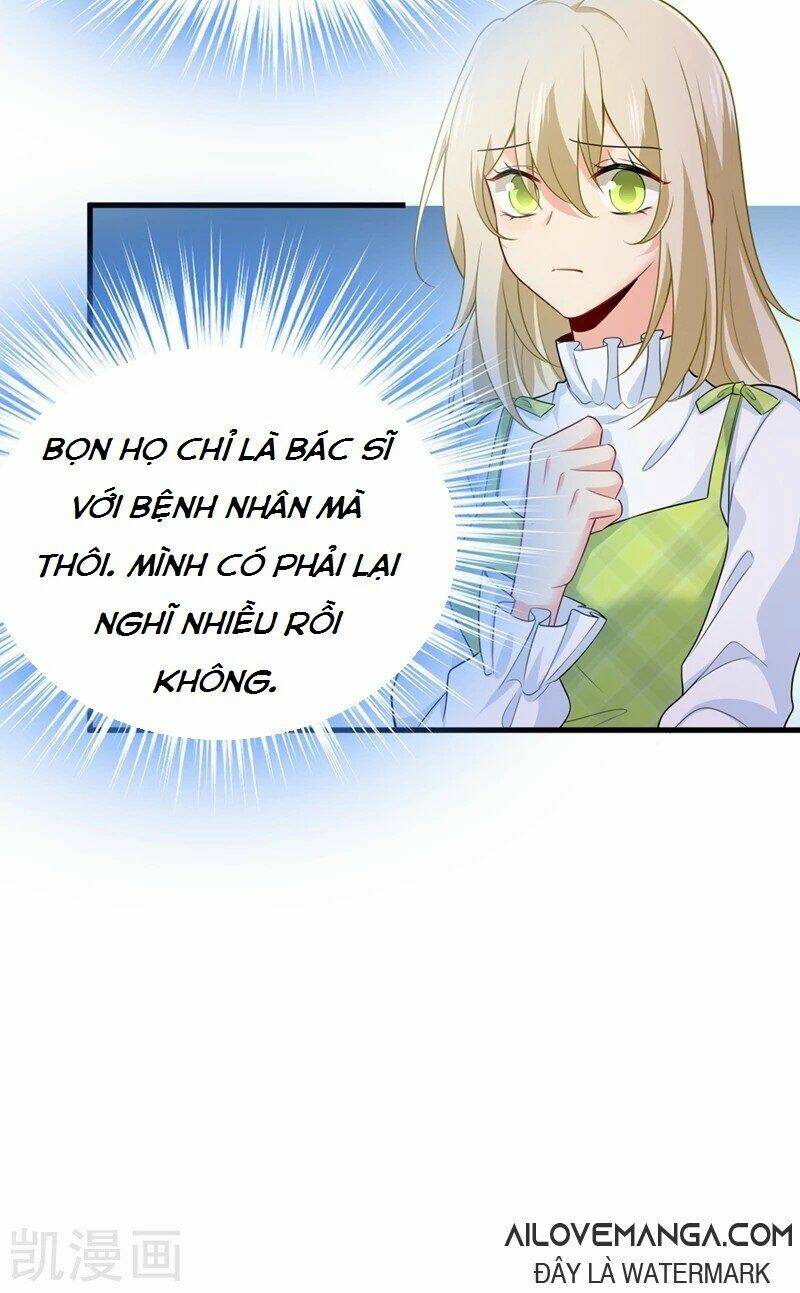 BỌN HỌ CHỈ LÀ BÁC SĨ
VỚI BỆNH NHÂN MÀ
THÔI. MÌNH CÓ PHẢI LẠI
NGHĨ NHIỀU RỒI
KHÔNG.
凯漫画
AILOVEMANGA.COM
ĐÂY LÀ WATERMARK